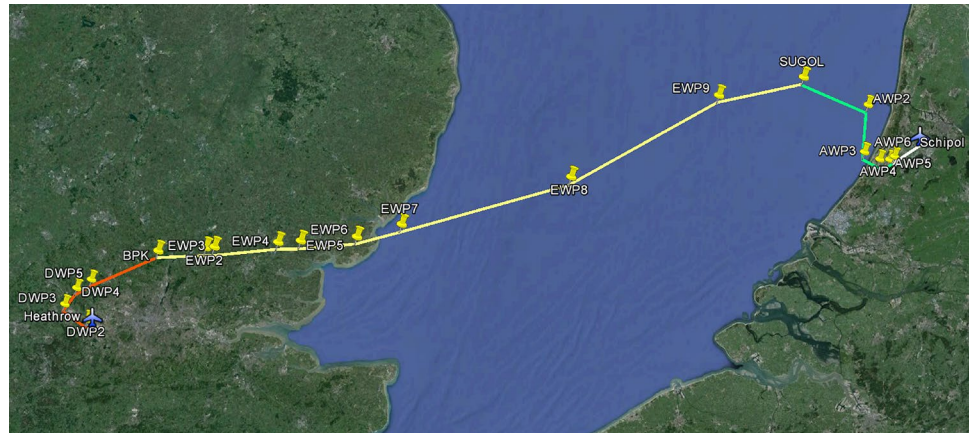 SUGOL
EWP9
AWP2
AWP6
Schipol
AWP3
AWP5
AWP4
EWP8
EWP7
EWP6
EWP4
EWP5
EWP3
EWP2
BPK
DWP5
DWP4
DWP3
Heathrow
DWP2